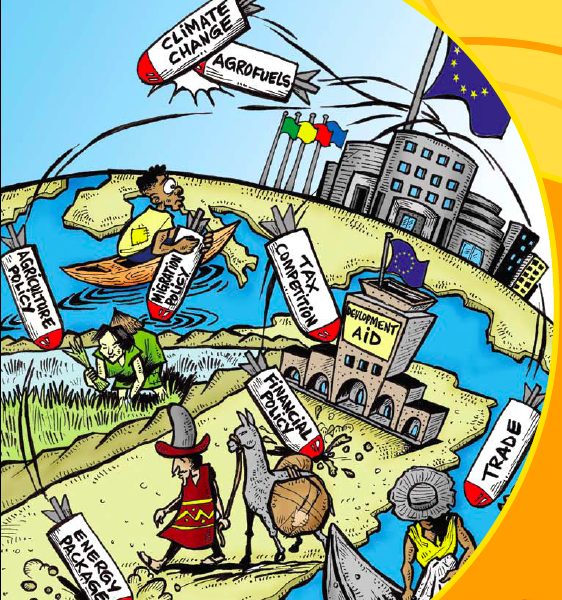 CLIMATE
CHANGE
AGROFUELS
AGRICULTURE
POLICY
MIGRATION
POLICY
TAX
COMPETITION
DEVELOPMENT
AID
FINANCIAL
POLICY
TRADE
ENERGY
PACKAGE